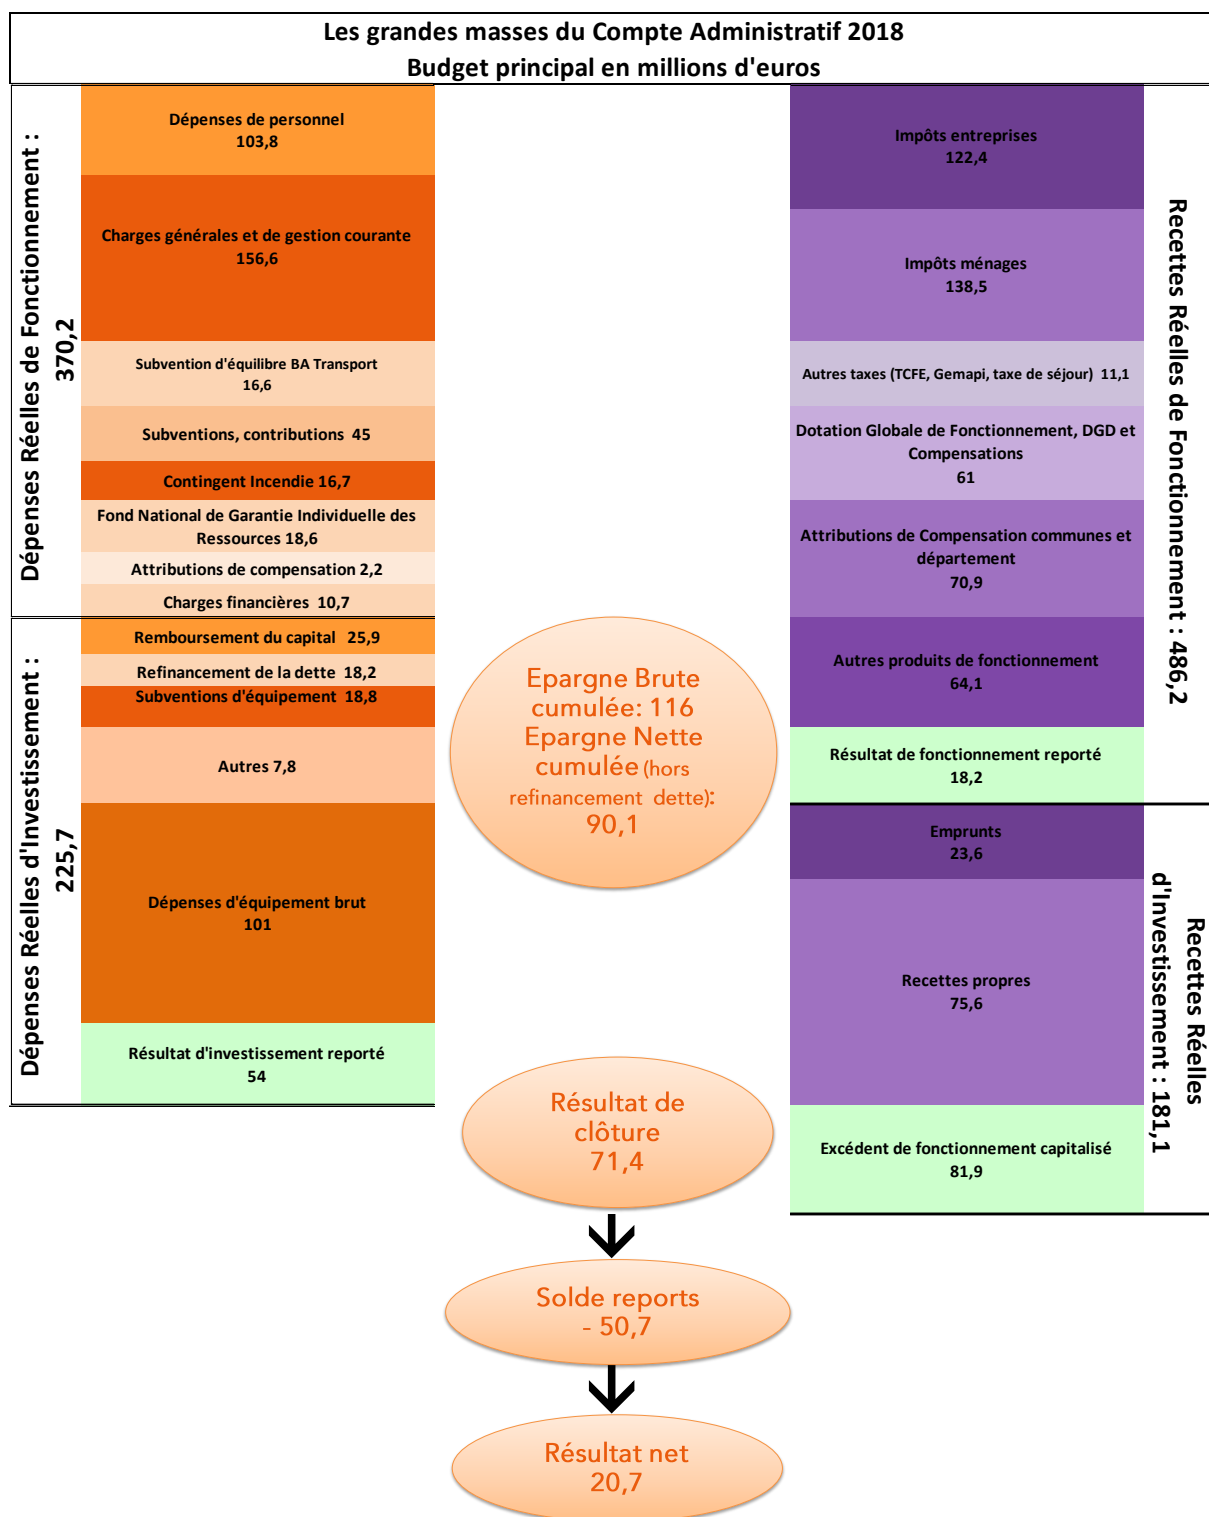 Les grandes masses du Compte Administratif 2018
Budget principal en millions d'euros
Dépenses Réelles de Fonctionnement :
370,2
Dépenses de personnel
103,8
Charges générales et de gestion courante
156,6
Subvention d'équilibre BA Transport
16,6
Subventions, contributions 45
Contingent Incendie 16,7
Fond National de Garantie Individuelle des
Ressources 18,6
Attributions de compensation 2,2
Charges financières 10,7
Dépenses Réelles d'Investissement :
225,7
Remboursement du capital 25,9
Refinancement de la dette 18,2
Subventions d'équipement 18,8
Autres 7,8
Dépenses d'équipement brut
101
Résultat d'investissement reporté
54
Epargne Brute
cumulée: 116
Epargne Nette
cumulée (hors
refinancement dette):
90,1
Résultat de
clôture
71,4
Solde reports
- 50,7
Résultat net
20,7
Impôts entreprises
122,4
Impôts ménages
138,5
Autres taxes (TCFE, Gemapi, taxe de séjour) 11,1
Dotation Globale de Fonctionnement, DGD et
Compensations
61
Attributions de Compensation communes et
département
70,9
Autres produits de fonctionnement
64,1
Résultat de fonctionnement reporté
18,2
Recettes Réelles de Fonctionnement : 486,2
Emprunts
23,6
Recettes propres
75,6
Excédent de fonctionnement capitalisé
81,9
Recettes Réelles
d'Investissement : 181,1